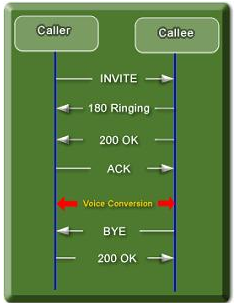 Caller
Callee
INVITE
180 Ringing
200 OK
ACK
Voice Conversion
BYE
200 OK